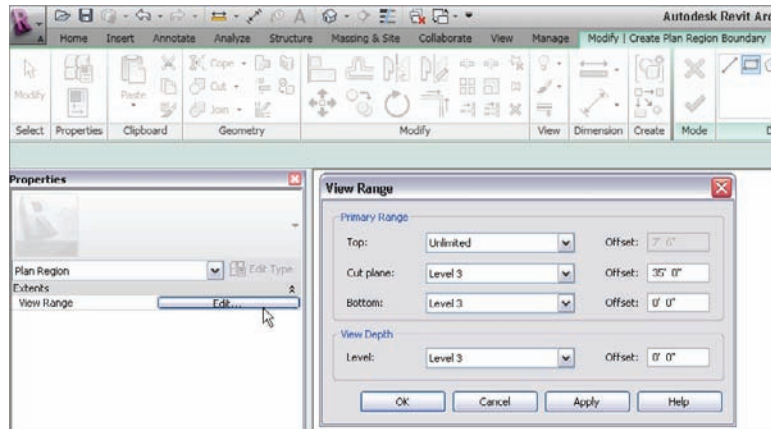 Autodesk Revit Arc
Home Insert Annotate Analyze Structure Massing & Site Collaborate View Manage Modify | Create Plan Region Boundary
Cope
Modify Paste Cut
Join
Select Properties Clipboard Geometry Modify View Dimension Create Mode D
Properties
View Range
Primary Range
Top: Unlimited Offset: 7' 6"
Plan Region Edit Type
Cut plane: Level 3 Offset: 35' 0"
Extents
View Range Edit...
Bottom: Level 3 Offset: 0' 0"
View Depth
Level: Level 3 Offset: 0' 0"
OK Cancel Apply Help